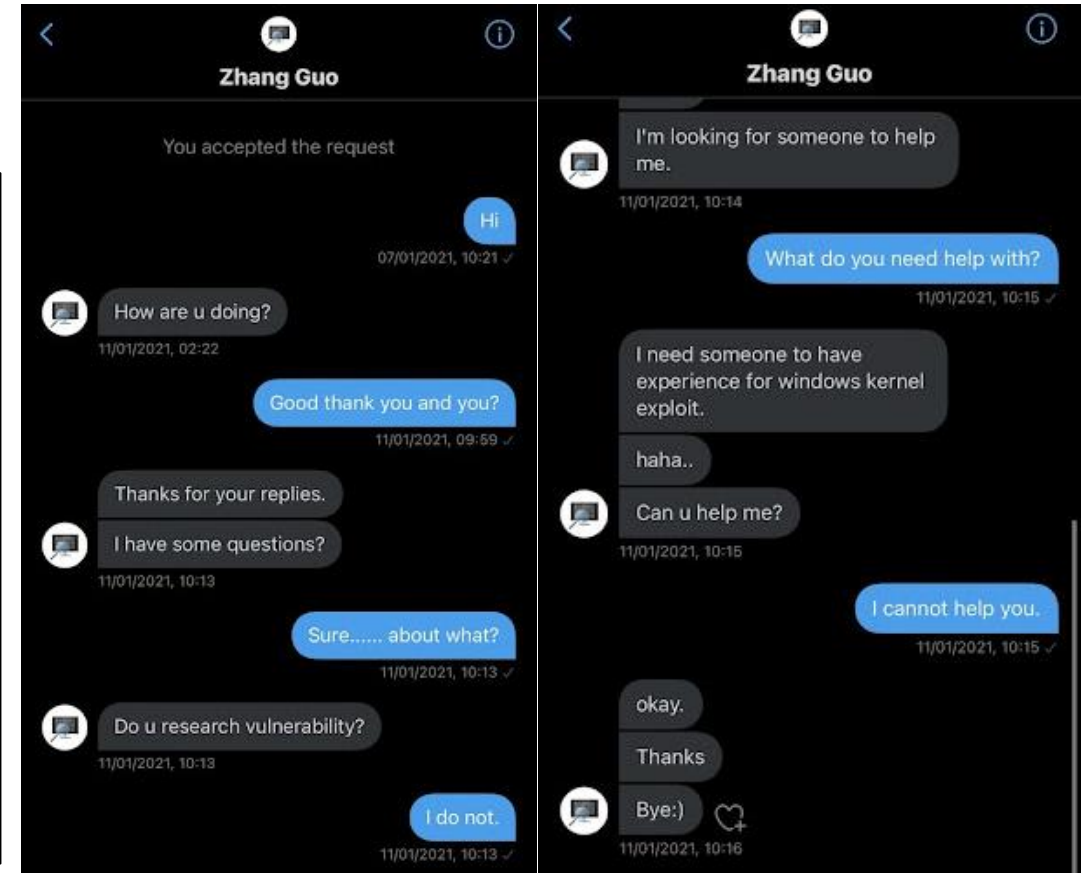 Zhang Guo
You accepted the request
Hi
07/01/2021, 10:21 ✓
How are u doing?
11/01/2021, 02:22
Good thank you and you?
11/01/2021, 09:59 ✓
Thanks for your replies.
I have some questions?
11/01/2021, 10:13
Sure...... about what?
11/01/2021, 10:13 ✓
Do u research vulnerability?
11/01/2021, 10:13
I do not.
11/01/2021, 10:13 ✓
Zhang Guo
I'm looking for someone to help
me.
11/01/2021, 10:14
What do you need help with?
11/01/2021, 10:15 ✓
I need someone to have
experience for windows kernel
exploit.
haha..
Can u help me?
11/01/2021, 10:15
I cannot help you.
11/01/2021, 10:15 ✓
okay.
Thanks
Bye:)
11/01/2021, 10:16